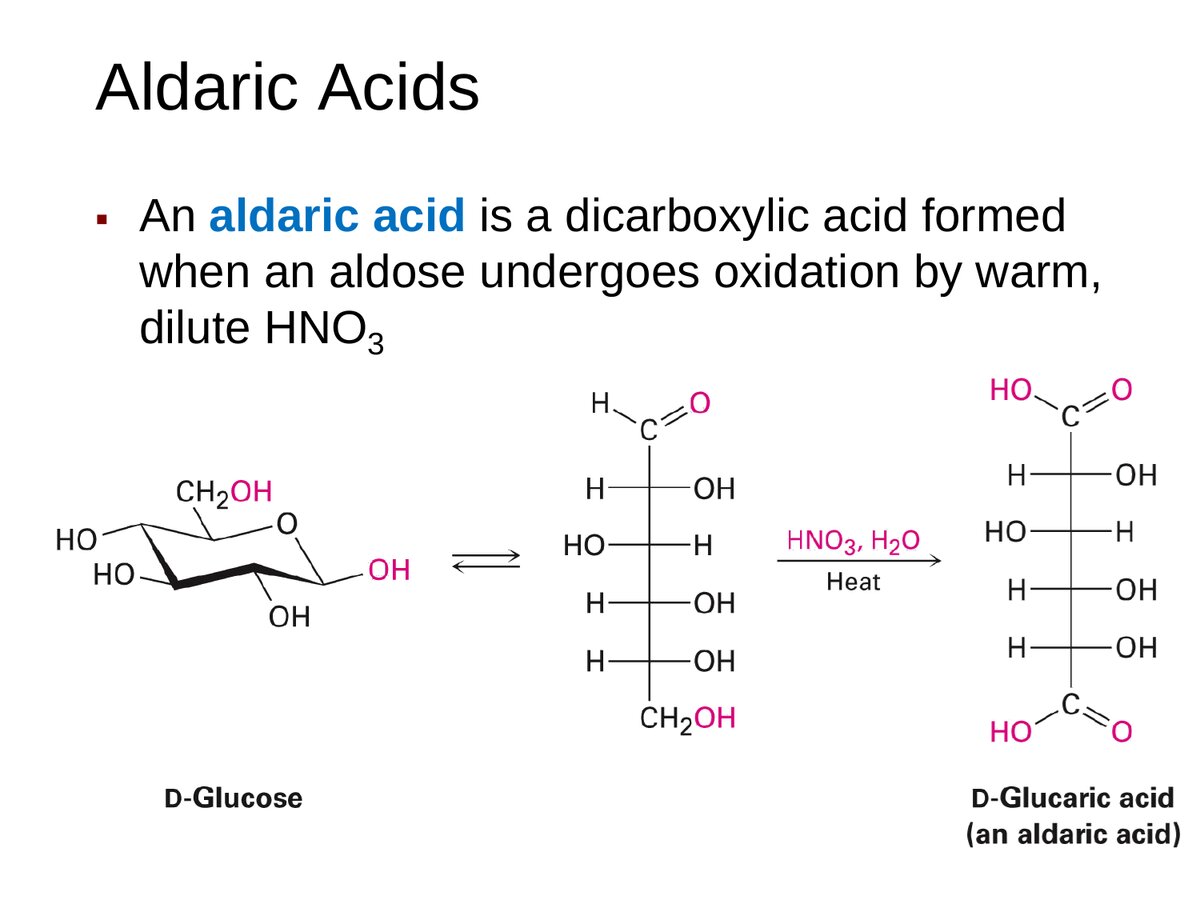 Aldaric Acids
▪ An aldaric acid is a dicarboxylic acid formed
when an aldose undergoes oxidation by warm,
dilute HNO₃
CH₂OH
O
HO
HO
OH
OH
H
O
C
H
OH
HO
H
H
OH
H
OH
CH₂OH
HNO₃, H₂O
Heat
HO
O
C
H
OH
HO
H
H
OH
H
OH
C
HO
O
D-Glucose
D-Glucaric acid
(an aldaric acid)